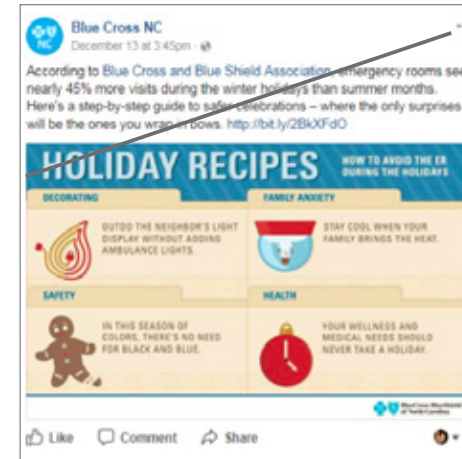 Blue Cross NC
December 13 at 3:45pm ·
According to Blue Cross and Blue Shield Association, emergency rooms see
nearly 45% more visits during the winter holidays than summer months.
Here's a step-by-step guide to safer celebrations – where the only surprises
will be the ones you wrap in bows. http://bit.ly/2BkXFdO
HOLIDAY RECIPES
HOW TO AVOID THE ER
DURING THE HOLIDAYS
DECORATING
OUTDO THE NEIGHBOR'S LIGHT
DISPLAY WITHOUT ADDING
AMBULANCE LIGHTS.
FAMILY ANXIETY
STAY COOL WHEN YOUR
FAMILY BRINGS THE HEAT.
SAFETY
IN THIS SEASON OF
COLORS, THERE'S NO NEED
FOR BLACK AND BLUE.
HEALTH
YOUR WELLNESS AND
MEDICAL NEEDS SHOULD
NEVER TAKE A HOLIDAY.
BlueCross BlueShield
of North Carolina
Like Comment Share